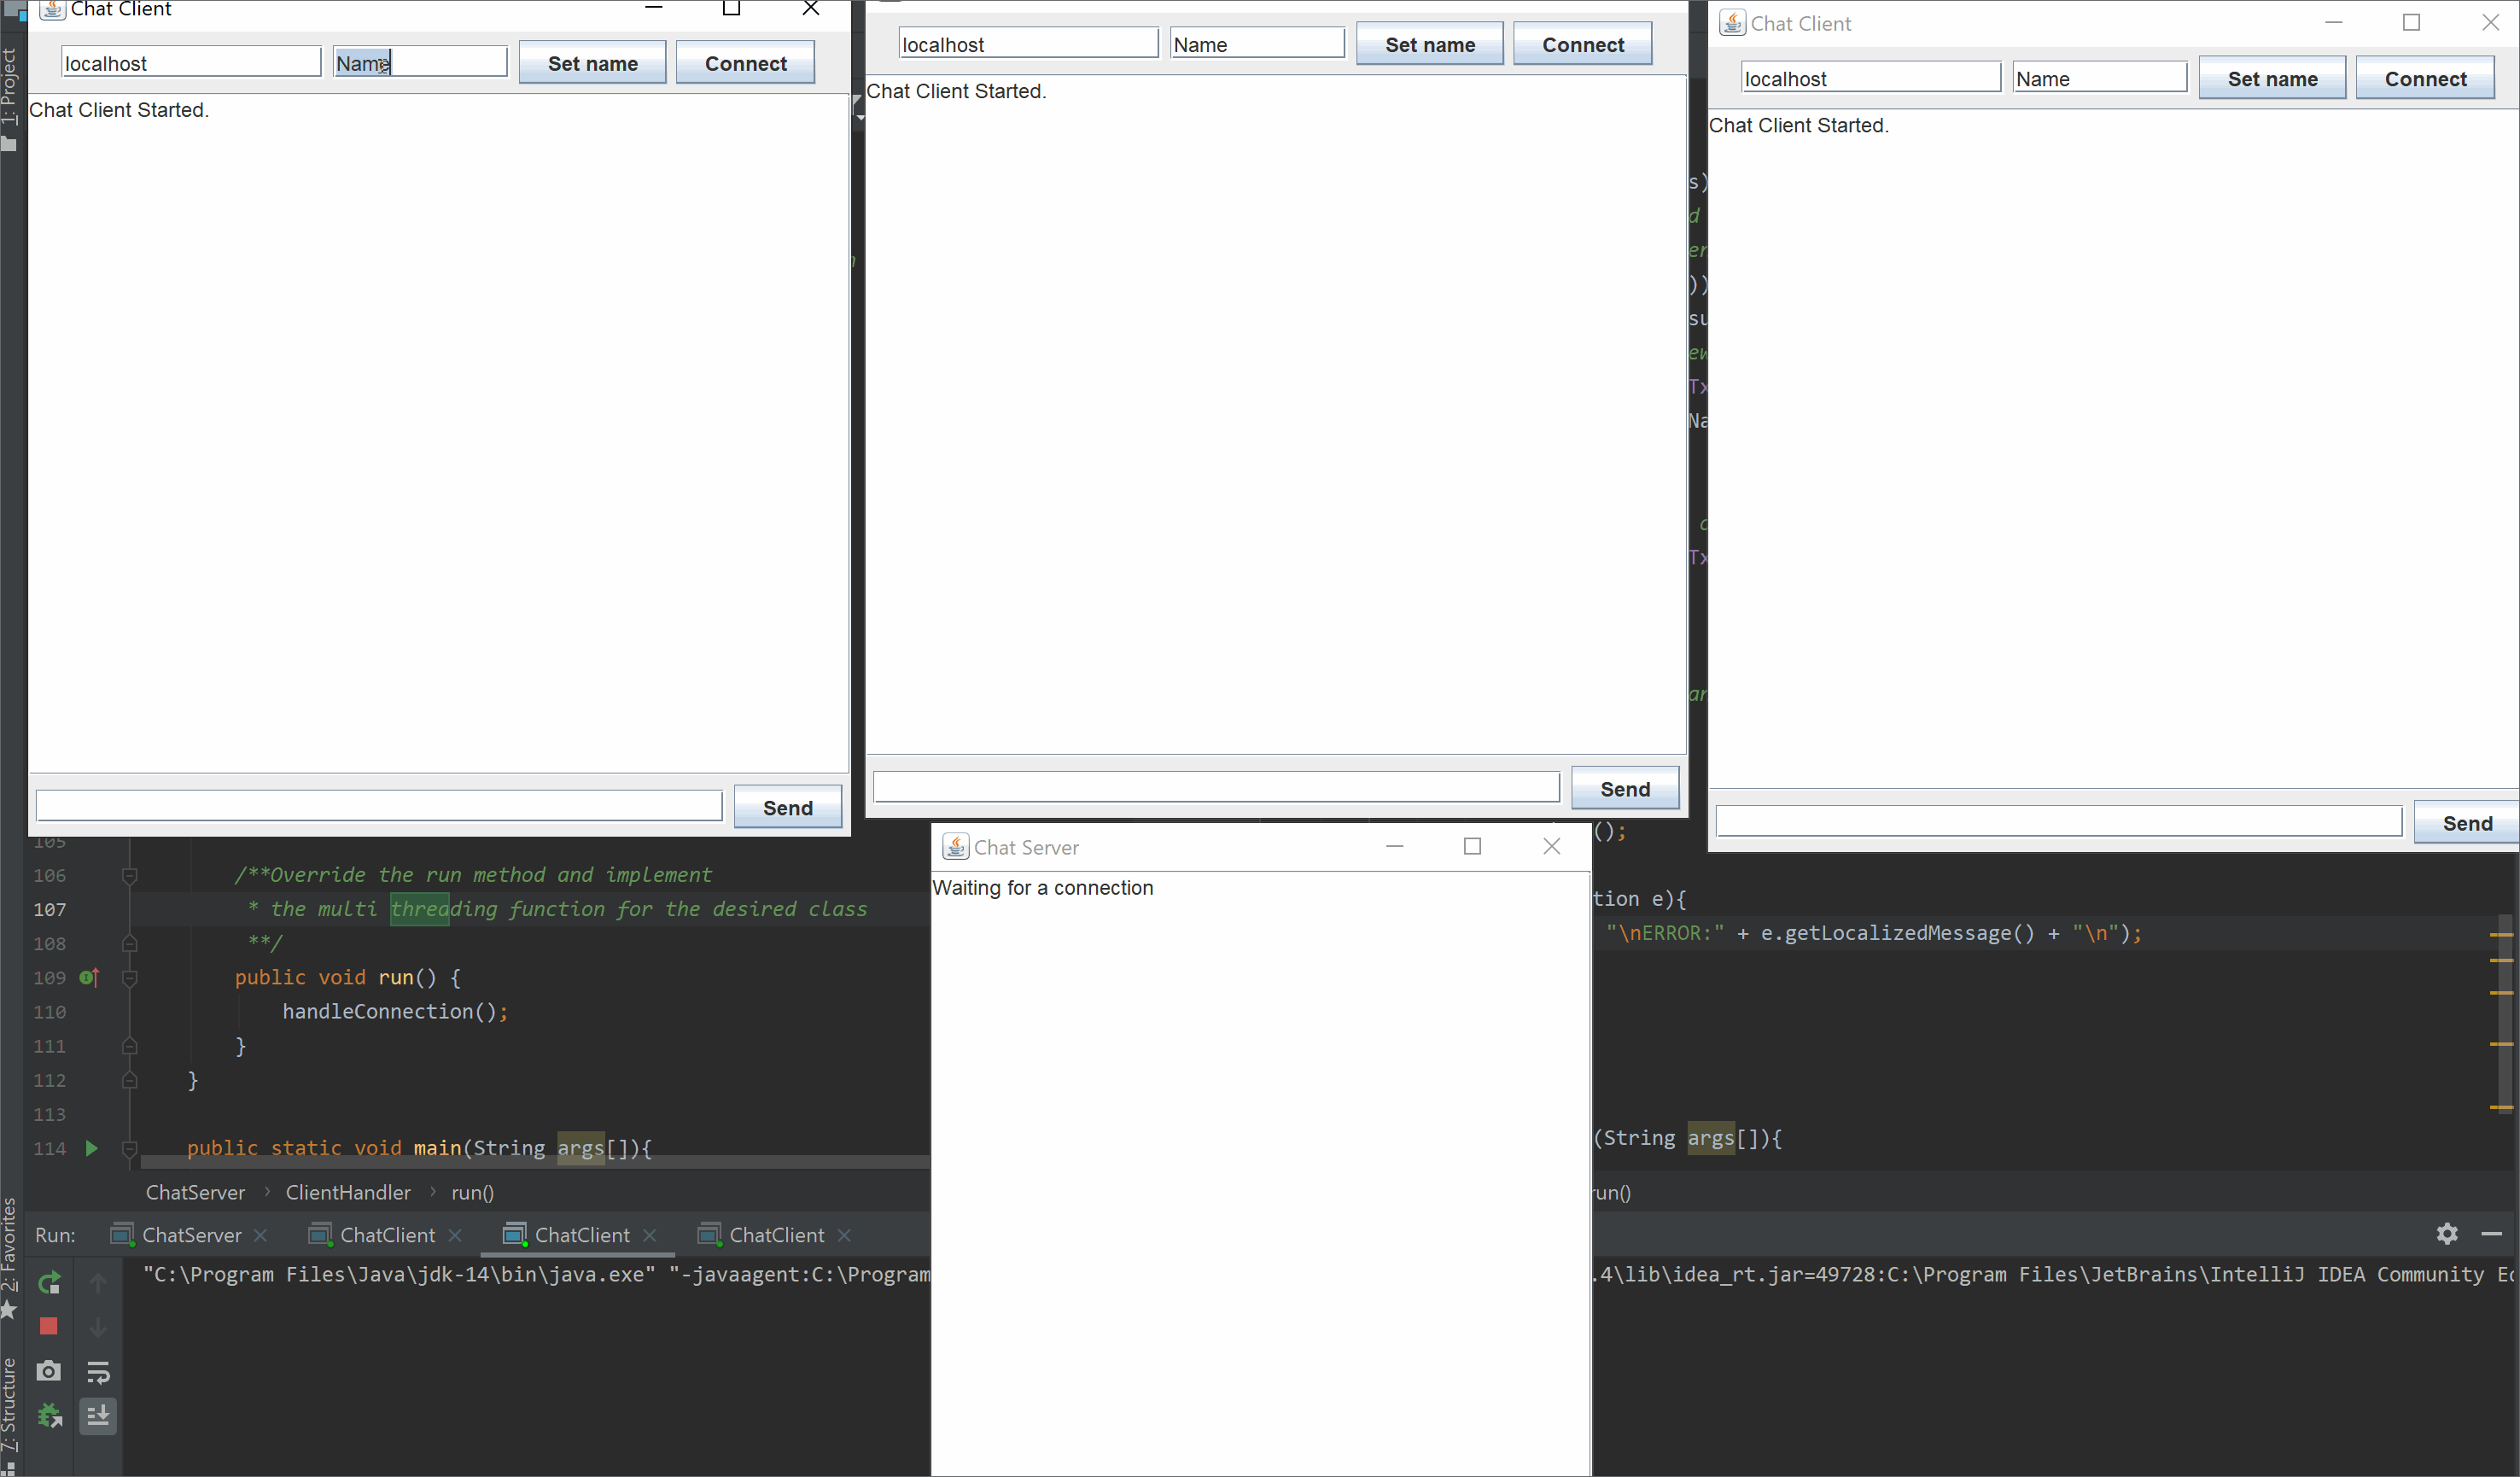 Chat Client
localhost
Name
Set name
Connect
Chat Client Started.
Send
localhost
Name
Set name
Connect
Chat Client Started.
Send
Chat Client
localhost
Name
Set name
Connect
Chat Client Started.
Send
1: Project
s)
d
er
))
su
ew
Tx
Na
Tx
ar
Chat Server
Waiting for a connection
105
106 /**Override the run method and implement
107 * the multi threading function for the desired class
108 **/
109 public void run() {
110 handleConnection();
111 }
112 }
113
114 public static void main(String args[]){
();
tion e){
"\nERROR:" + e.getLocalizedMessage() + "\n");
(String args[]){
ChatServer > ClientHandler > run()
run()
Run: ChatServer ChatClient ChatClient ChatClient
"C:\Program Files\Java\jdk-14\bin\java.exe" "-javaagent:C:\Program
.4\lib\idea_rt.jar=49728:C:\Program Files\JetBrains\IntelliJ IDEA Community
2: Favorites
7: Structure